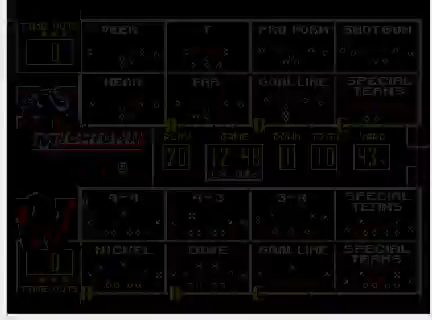 TIME OUTS
0
T
PRO FORM
SHOTGUN
NEAR
FAR
GOAL LINE
SPECIAL
TEAMS
MICHIGAN
20
12:48
1
10
43
4-4
4-3
3-4
SPECIAL
TEAMS
NICKEL
DIME
GOAL LINE
SPECIAL
TEAMS
0
TIME OUTS